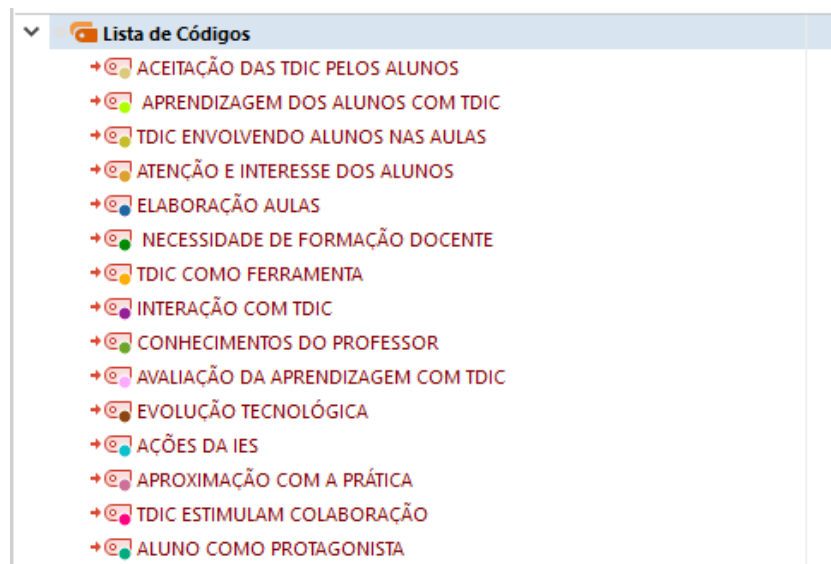 Lista de Códigos
ACEITAÇÃO DAS TDIC PELOS ALUNOS
APRENDIZAGEM DOS ALUNOS COM TDIC
TDIC ENVOLVENDO ALUNOS NAS AULAS
ATENÇÃO E INTERESSE DOS ALUNOS
ELABORAÇÃO AULAS
NECESSIDADE DE FORMAÇÃO DOCENTE
TDIC COMO FERRAMENTA
INTERAÇÃO COM TDIC
CONHECIMENTOS DO PROFESSOR
AVALIAÇÃO DA APRENDIZAGEM COM TDIC
EVOLUÇÃO TECNOLÓGICA
AÇÕES DA IES
APROXIMAÇÃO COM A PRÁTICA
TDIC ESTIMULAM COLABORAÇÃO
ALUNO COMO PROTAGONISTA